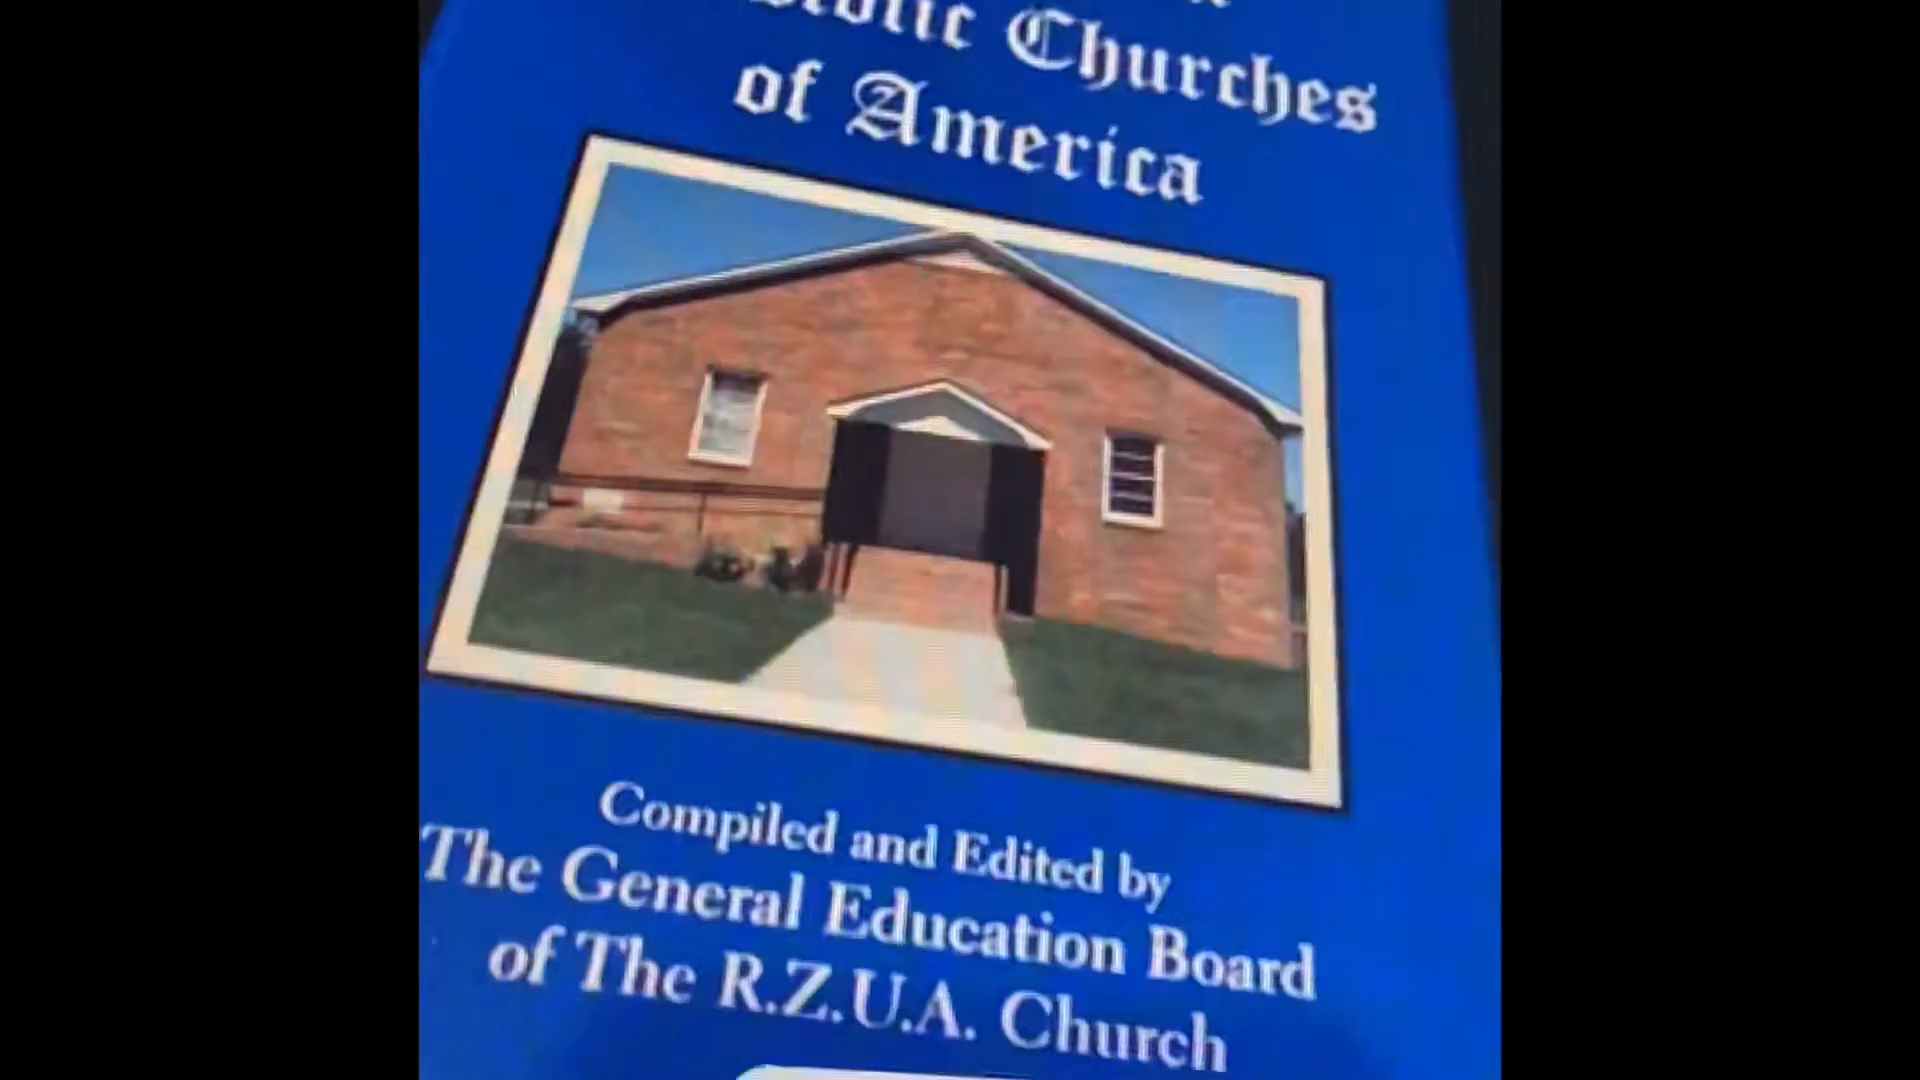 Churches
of America
Compiled and Edited by
The General Education Board
of The R.Z.U.A. Church